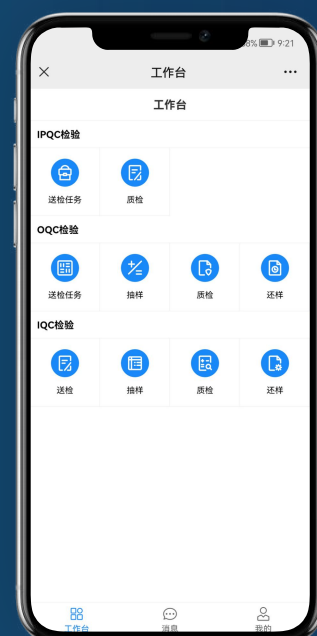 8% 9:21
工作台
工作台
IPQC检验
送检任务 质检
OQC检验
送检任务 抽样 质检 还样
IQC检验
送检 抽样 质检 还样
工作台 消息 我的